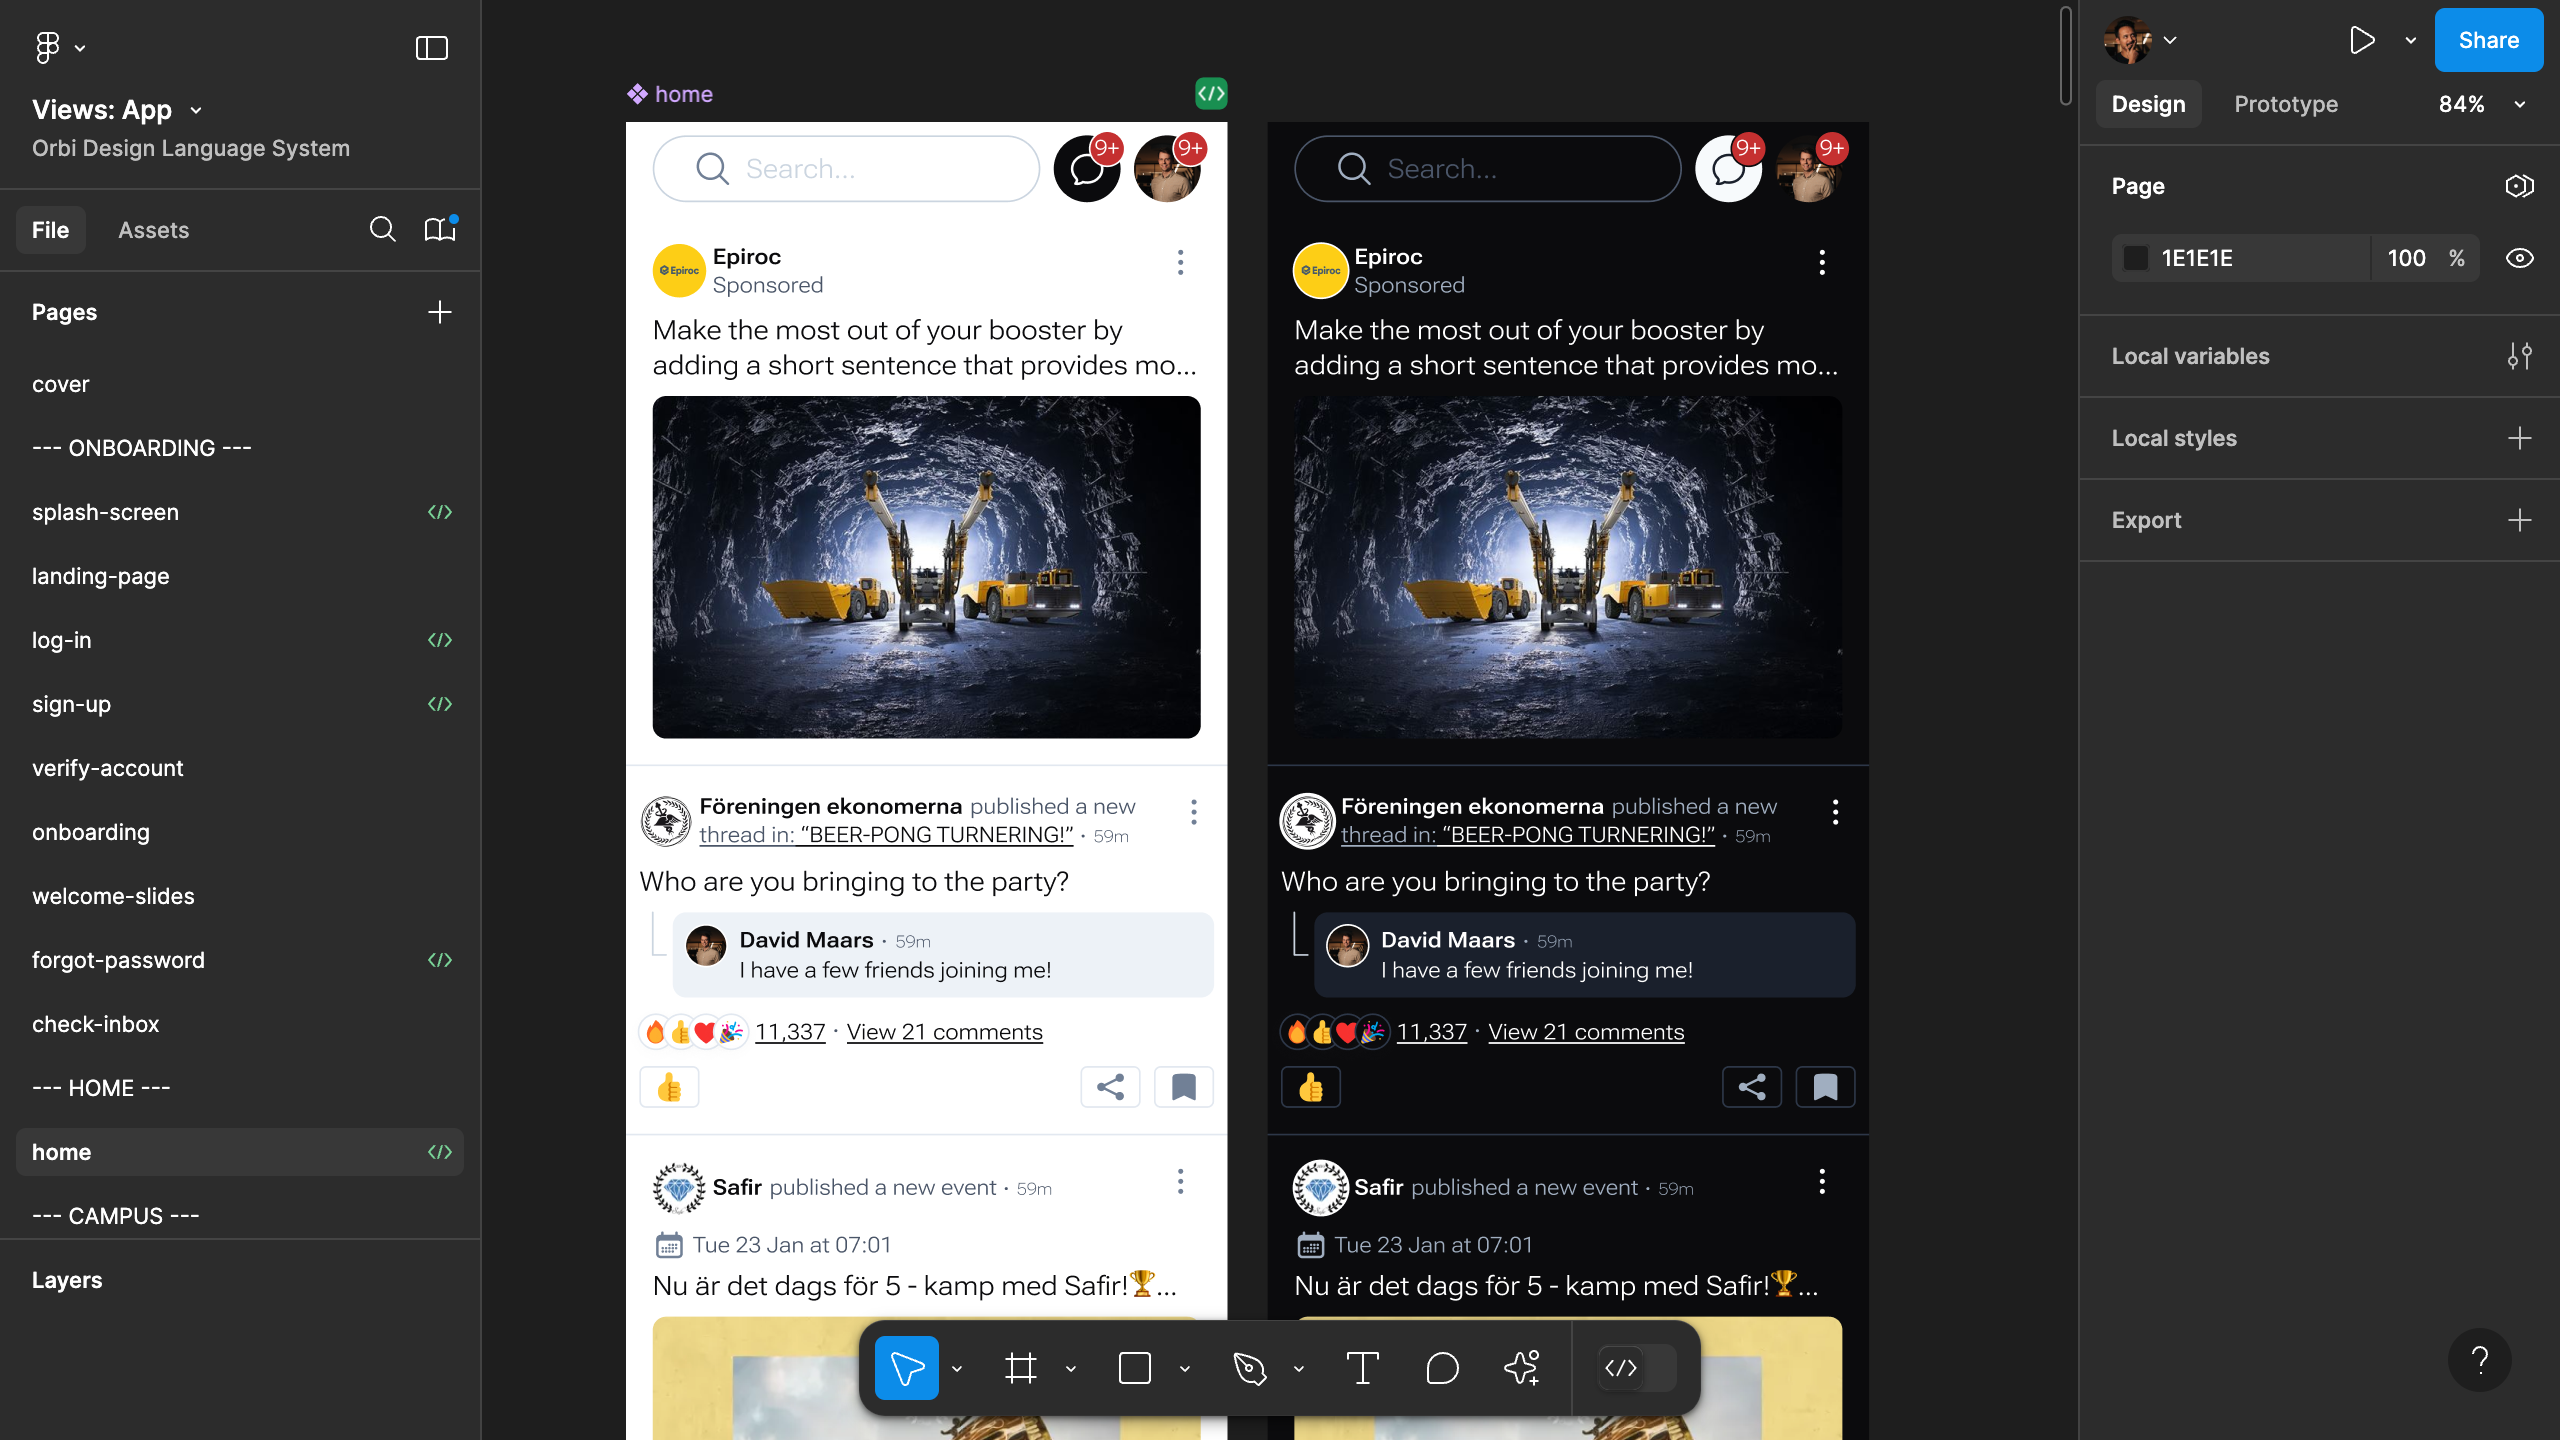 Views: App
Orbi Design Language System
File
Assets
Pages
cover
--- ONBOARDING ---
splash-screen
landing-page
log-in
sign-up
verify-account
onboarding
welcome-slides
forgot-password
check-inbox
--- HOME ---
home
--- CAMPUS ---
Layers
home
Search...
9+
9+
Epiroc
Epiroc
Sponsored
Make the most out of your booster by
adding a short sentence that provides mo...
Föreningen ekonomerna published a new
thread in: “BEER-PONG TURNERING!” · 59m
Who are you bringing to the party?
David Maars · 59m
I have a few friends joining me!
11,337 · View 21 comments
Safir published a new event · 59m
Tue 23 Jan at 07:01
Nu är det dags för 5 - kamp med Safir!🏆...
Search...
9+
9+
Epiroc
Epiroc
Sponsored
Make the most out of your booster by
adding a short sentence that provides mo...
Föreningen ekonomerna published a new
thread in: “BEER-PONG TURNERING!” · 59m
Who are you bringing to the party?
David Maars · 59m
I have a few friends joining me!
11,337 · View 21 comments
Safir published a new event · 59m
Tue 23 Jan at 07:01
Nu är det dags för 5 - kamp med Safir!🏆...
Share
Design
Prototype
84%
Page
1E1E1E
100 %
Local variables
Local styles
Export
?